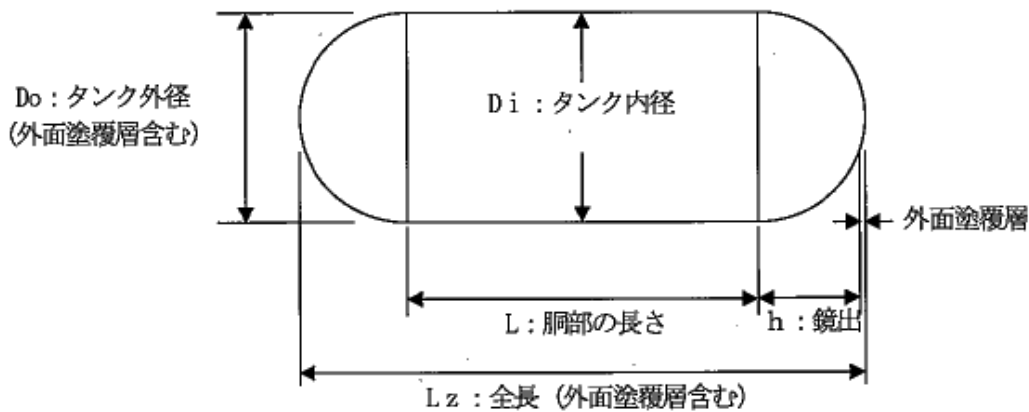 Do：タンク外径
（外面塗覆層含む）
Di：タンク内径
外面塗覆層
L：胴部の長さ
h：鏡出
Lz：全長（外面塗覆層含む）